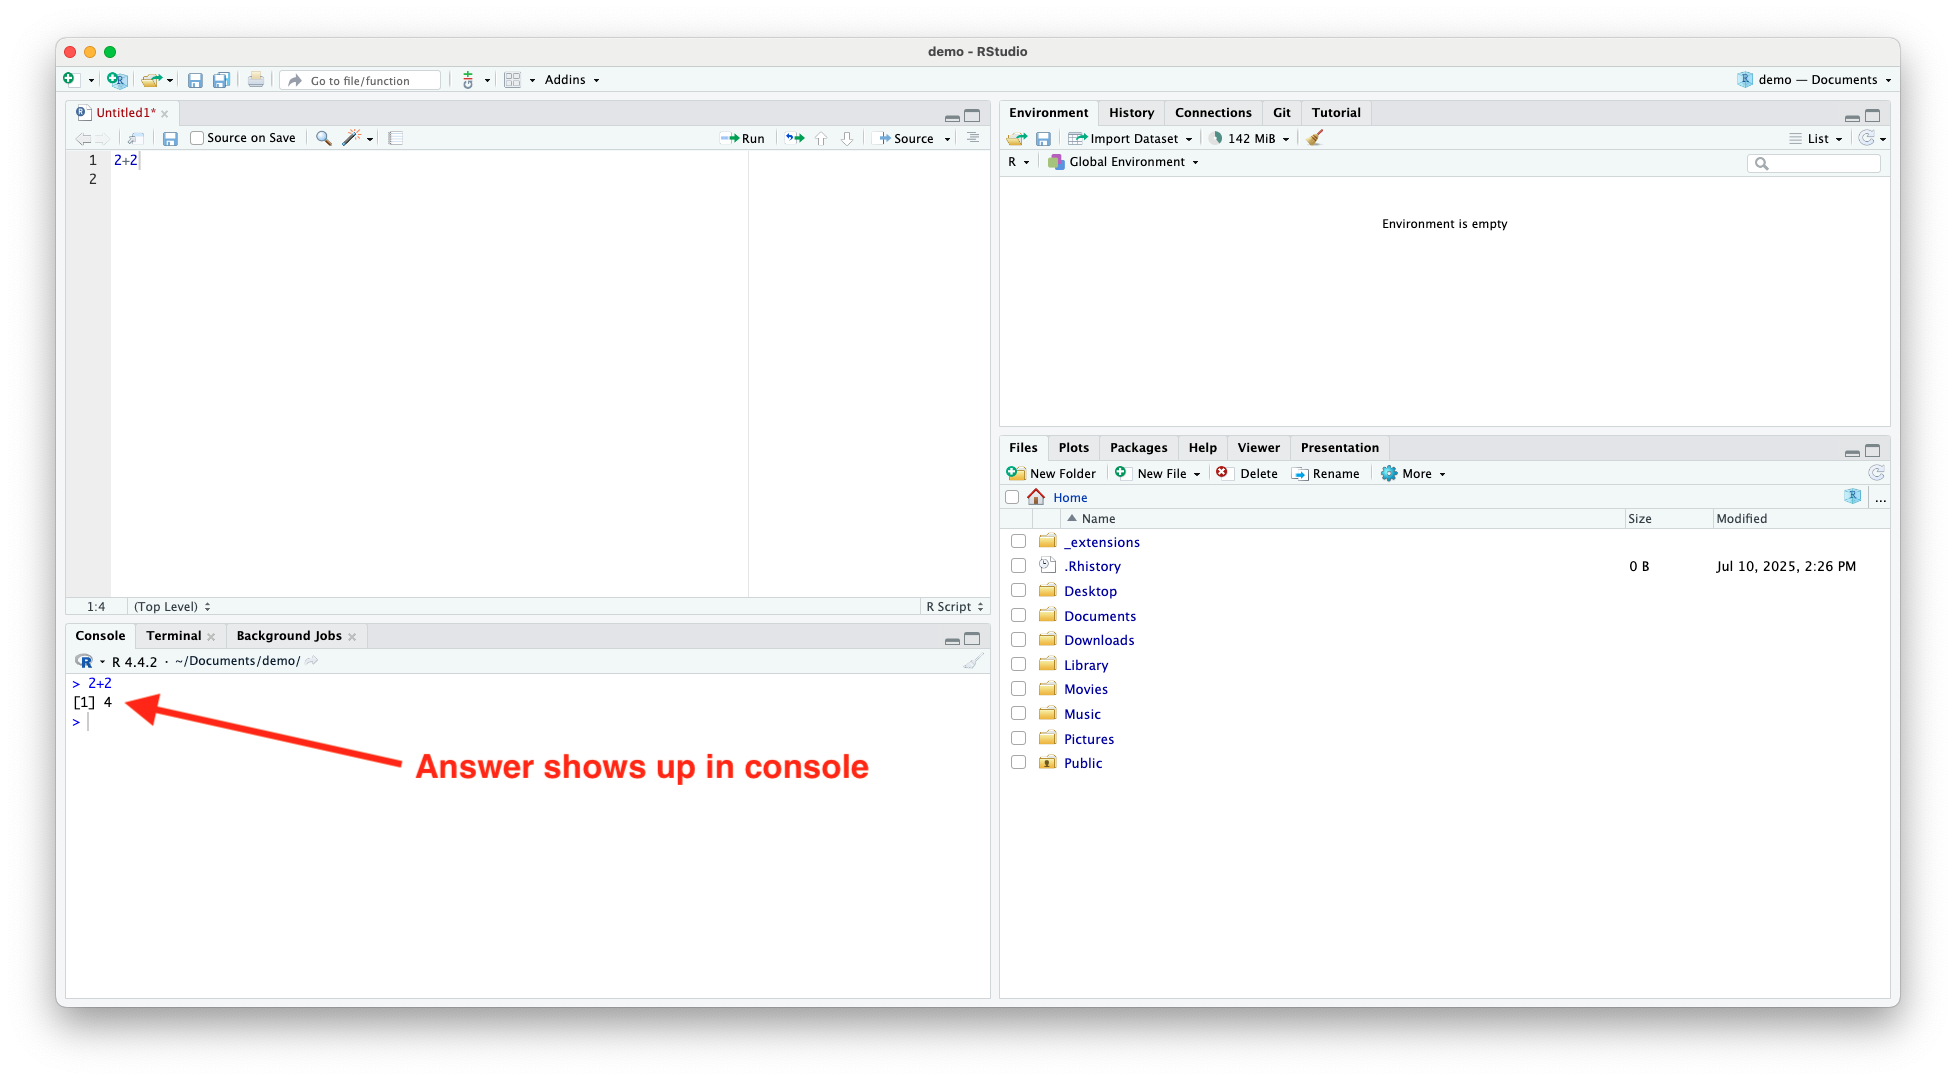 demo - RStudio
Go to file/function
Addins
demo — Documents
Untitled1*
Source on Save
Run
Source
1 2+2
2
1:4 (Top Level) R Script
Console Terminal Background Jobs
R 4.4.2 · ~/Documents/demo/
> 2+2
[1] 4
>
Answer shows up in console
Environment History Connections Git Tutorial
Import Dataset 142 MiB List
R Global Environment
Environment is empty
Files Plots Packages Help Viewer Presentation
New Folder New File Delete Rename More
Home ...
Name Size Modified
_extensions
.Rhistory 0 B Jul 10, 2025, 2:26 PM
Desktop
Documents
Downloads
Library
Movies
Music
Pictures
Public